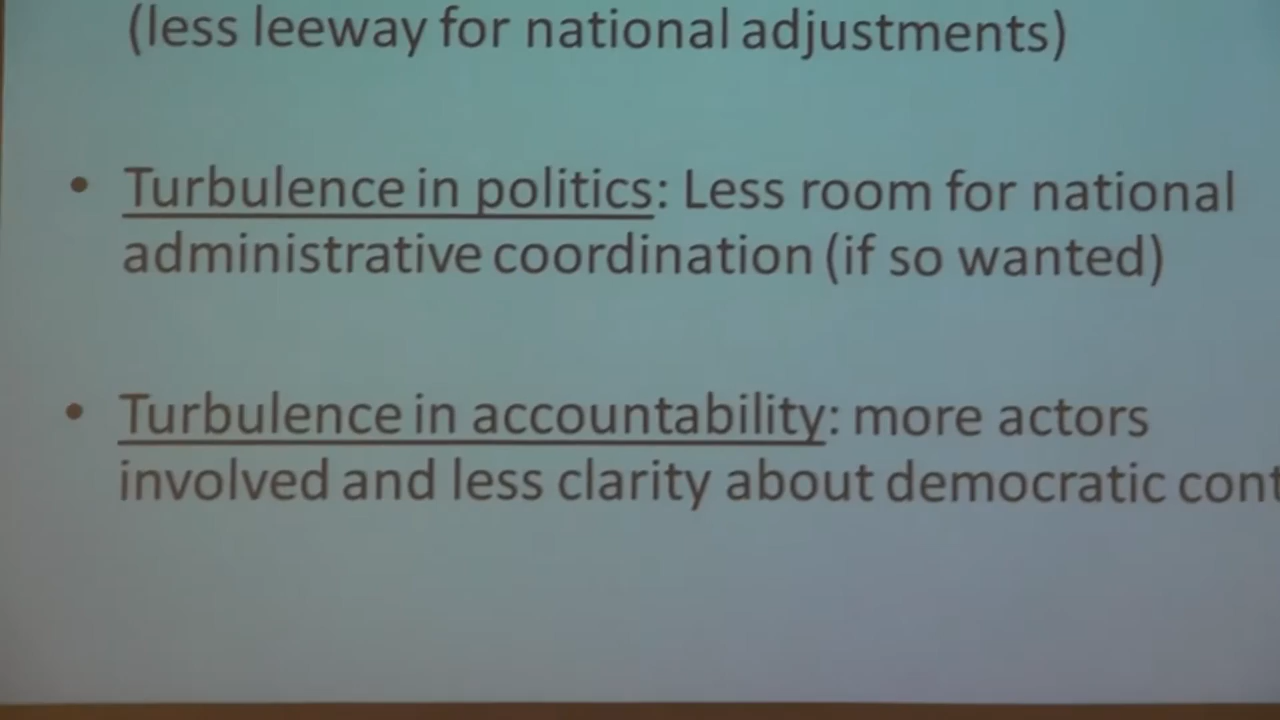 (less leeway for national adjustments)
• Turbulence in politics: Less room for national
administrative coordination (if so wanted)
• Turbulence in accountability: more actors
involved and less clarity about democratic cont